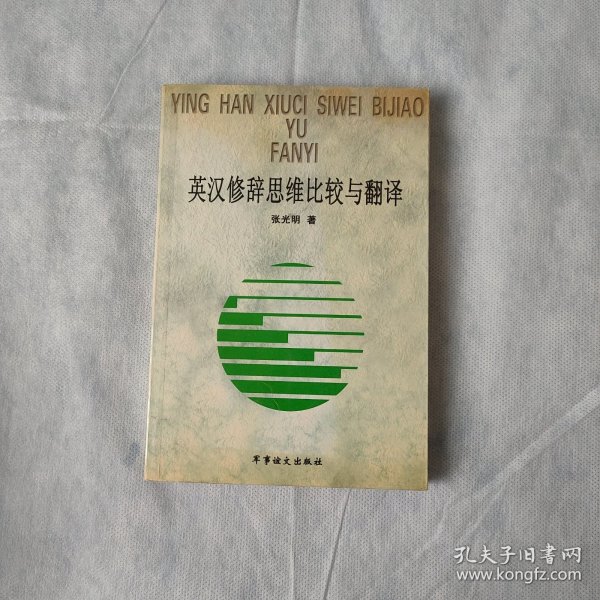 YING HAN XIUCI SIWEI BIJIAO
YU
FANYI
英汉修辞思维比较与翻译
张光明 著
军事谊文出版社
孔夫子旧书网
www.kongfz.com